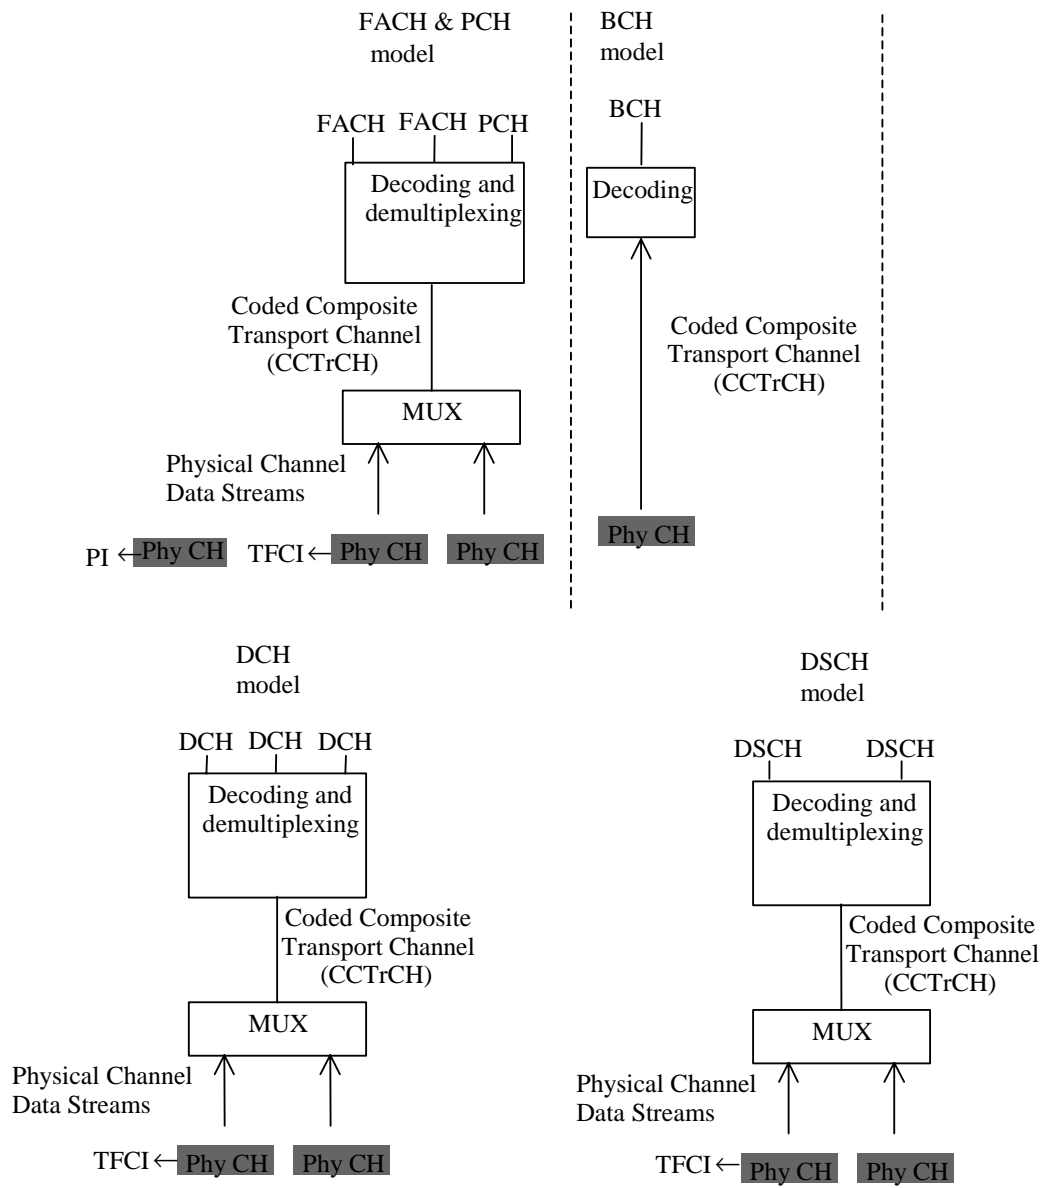 FACH & PCH
model
BCH
model
FACH FACH PCH
BCH
Decoding and
demultiplexing
Decoding
Coded Composite
Transport Channel
(CCTrCH)
Coded Composite
Transport Channel
(CCTrCH)
MUX
Physical Channel
Data Streams
PI Phy CH TFCI Phy CH Phy CH
Phy CH
DCH
model
DSCH
model
DCH DCH DCH
DSCH DSCH
Decoding and
demultiplexing
Decoding and
demultiplexing
Coded Composite
Transport Channel
(CCTrCH)
Coded Composite
Transport Channel
(CCTrCH)
MUX
MUX
Physical Channel
Data Streams
Physical Channel
Data Streams
TFCI Phy CH Phy CH
TFCI Phy CH Phy CH